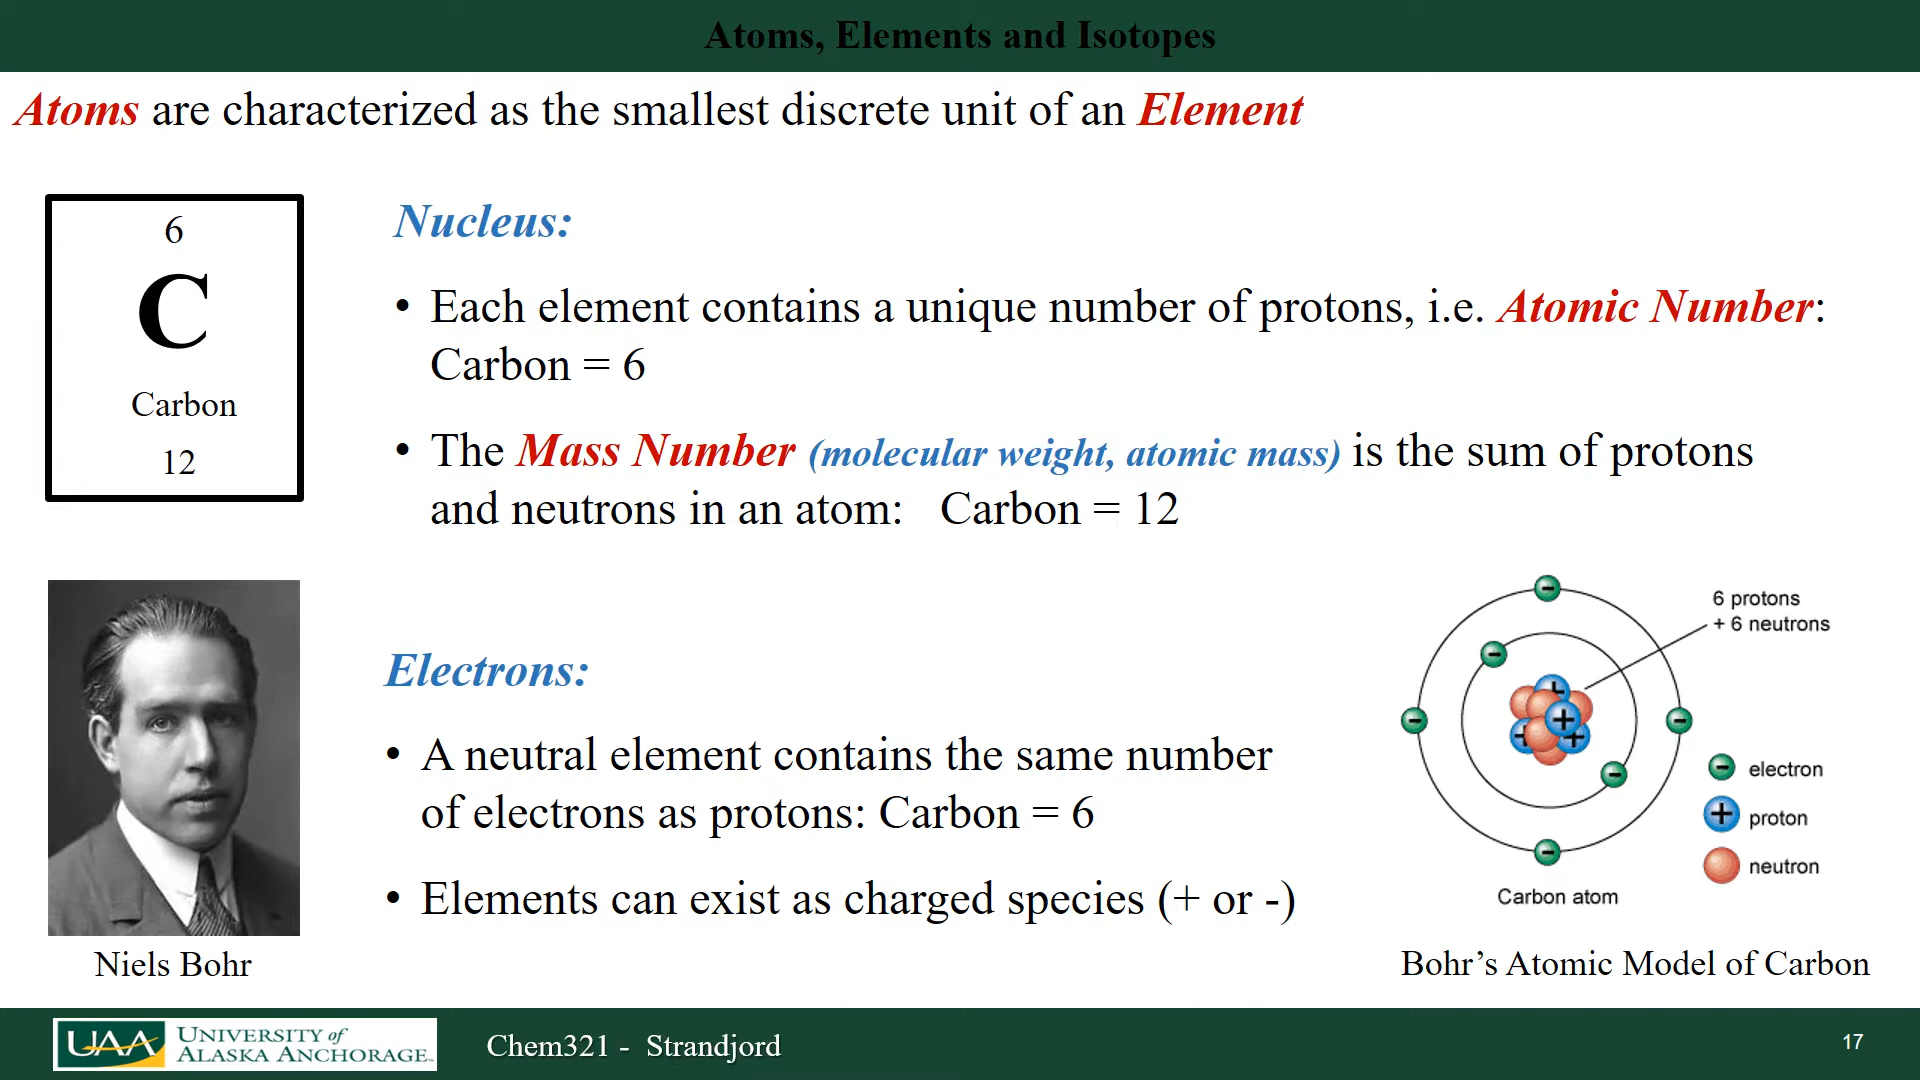 Atoms, Elements and Isotopes
Atoms are characterized as the smallest discrete unit of an Element
6
C
Carbon
12
Nucleus:
• Each element contains a unique number of protons, i.e. Atomic Number:
Carbon = 6
• The Mass Number (molecular weight, atomic mass) is the sum of protons
and neutrons in an atom: Carbon = 12
Niels Bohr
Electrons:
• A neutral element contains the same number
of electrons as protons: Carbon = 6
• Elements can exist as charged species (+ or -)
6 protons
+ 6 neutrons
electron
proton
neutron
Carbon atom
Bohr’s Atomic Model of Carbon
UAA
UNIVERSITY of
ALASKA ANCHORAGE
Chem321 - Strandjord
17